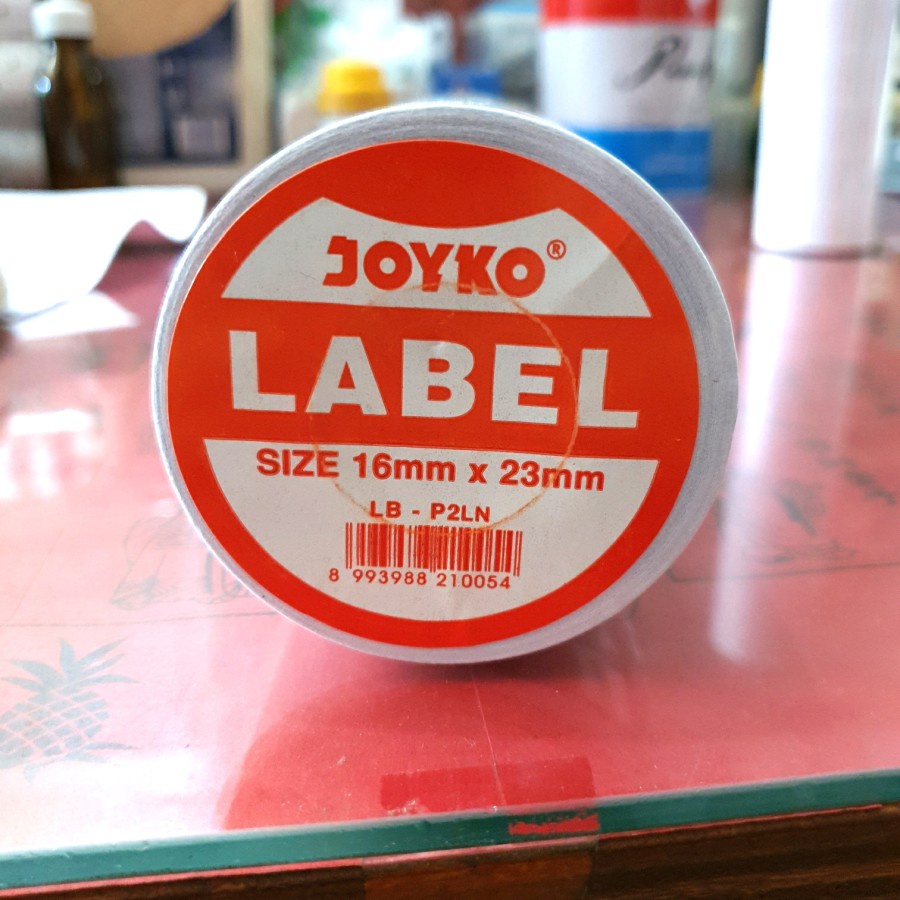 JOYKO®
LABEL
SIZE 16mm x 23mm
LB - P2LN
8 993988 210054